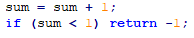 sum = sum + 1;
if (sum < 1) return -1;